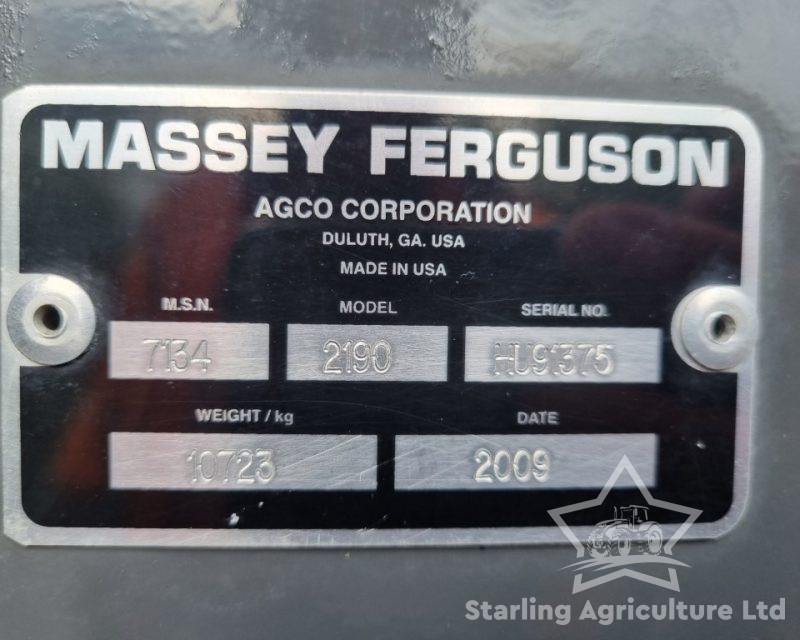 MASSEY FERGUSON
AGCO CORPORATION
DULUTH, GA. USA
MADE IN USA
M.S.N. MODEL SERIAL NO.
7134 2190 HU91375
WEIGHT / kg DATE
10723 2009
Starling Agriculture Ltd